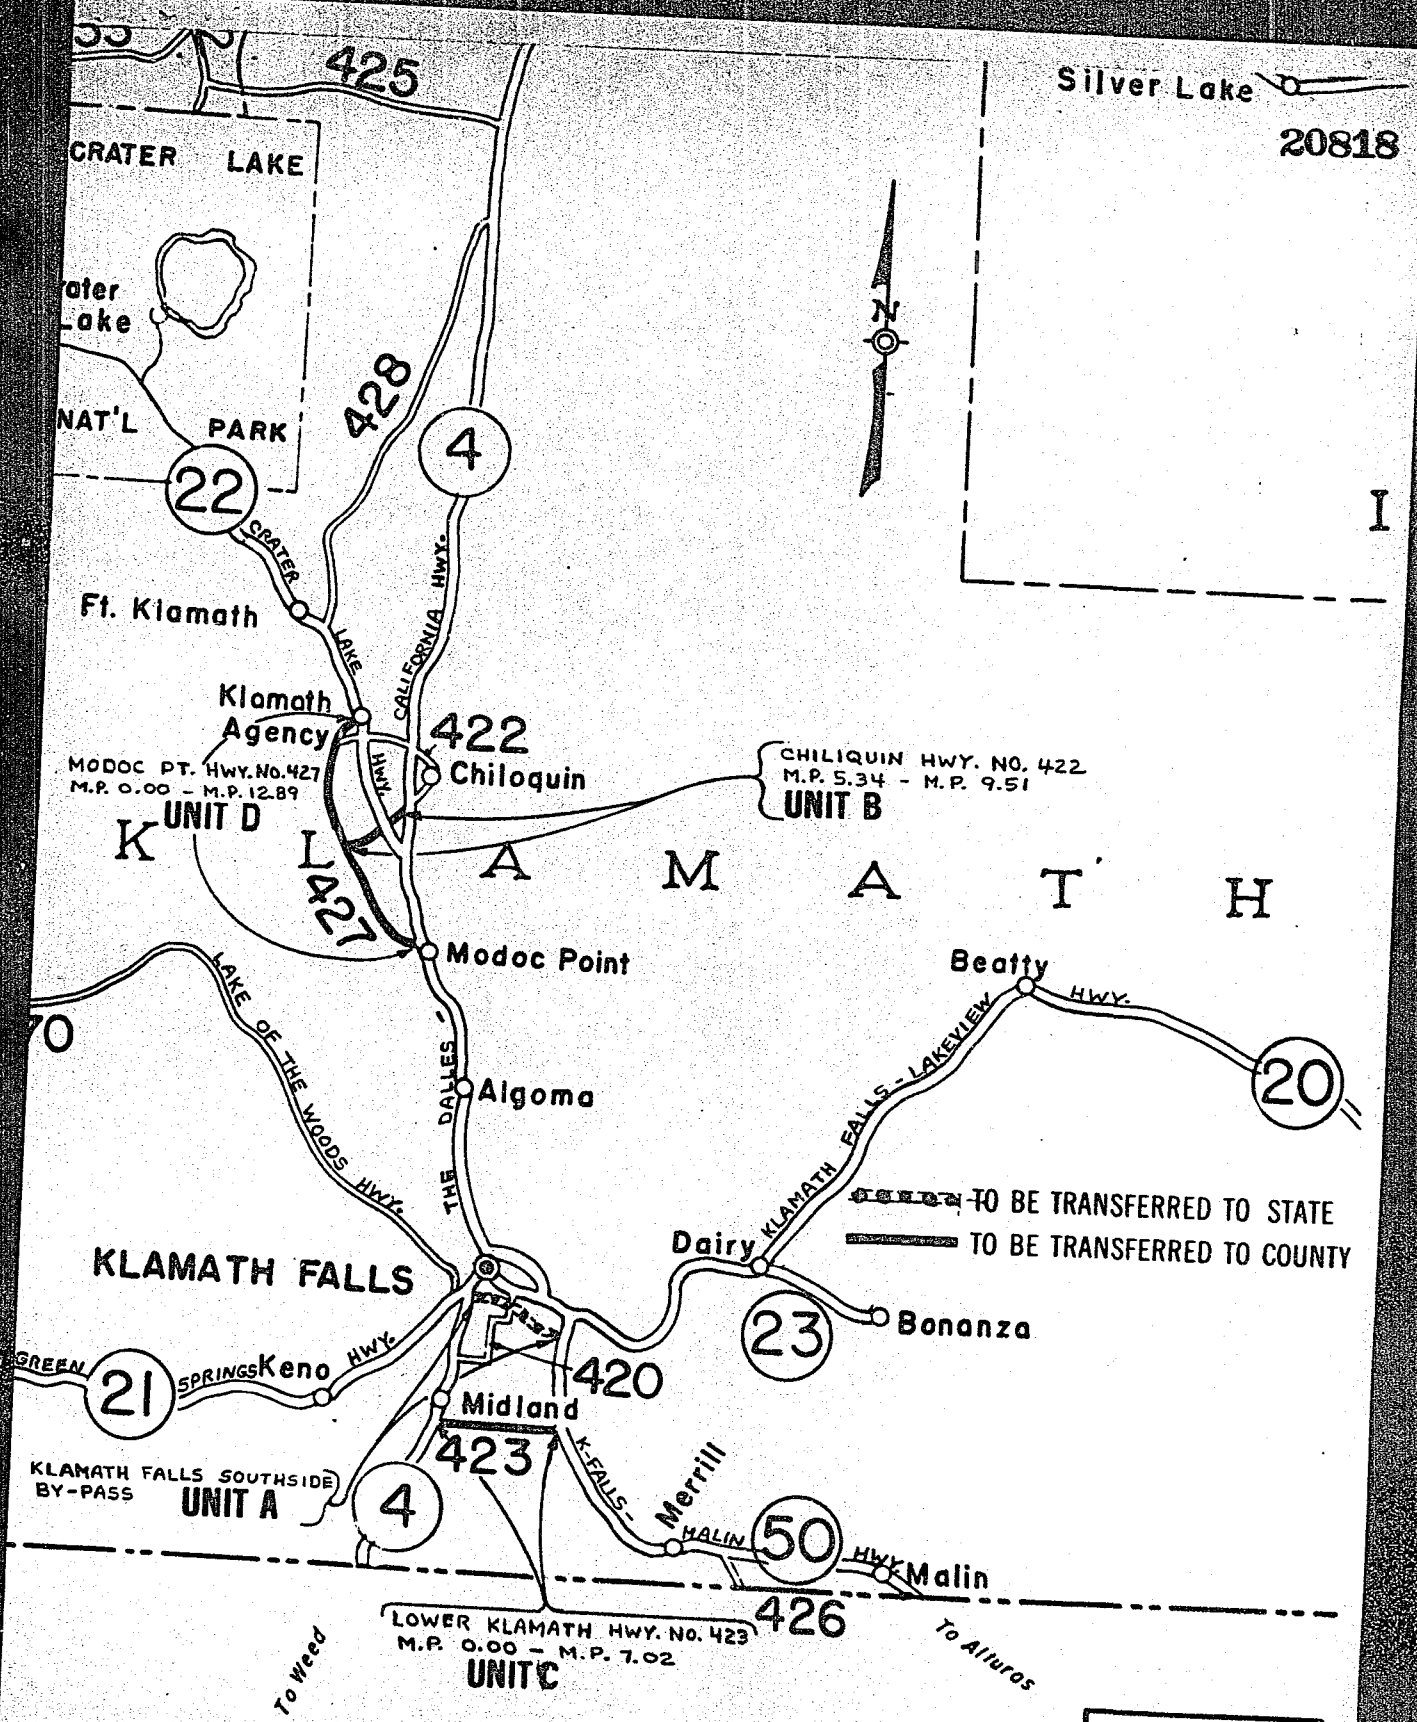 425
Silver Lake
20818
CRATER LAKE
Lake
N
428
NAT'L PARK
4
22
I
CRATER
Ft. Klamath
LAKE
CALIFORNIA HWY.
Klamath
Agency
422
HWY.
Chiloquin
MODOC PT. HWY. NO. 427
M.P. 0.00 - M.P. 12.89
UNIT D
CHILIQUIN HWY. NO. 422
M.P. 5.34 - M.P. 9.51
UNIT B
K L A M A T H
427
Modoc Point
Beatty
HWY.
LAKE OF THE WOODS HWY.
70
20
THE DALLES -
Algoma
KLAMATH FALLS - LAKEVIEW
TO BE TRANSFERRED TO STATE
TO BE TRANSFERRED TO COUNTY
Dairy
KLAMATH FALLS
23
Bonanza
GREEN
21
SPRINGS
Keno
HWY.
420
Midland
423
KLAMATH FALLS SOUTHSIDE
BY-PASS
UNIT A
4
K-FALLS-
Merrill
MALIN
50
HWY.
Malin
426
LOWER KLAMATH HWY. NO. 423
M.P. 0.00 - M.P. 7.02
UNIT C
To Weed
To Alturas